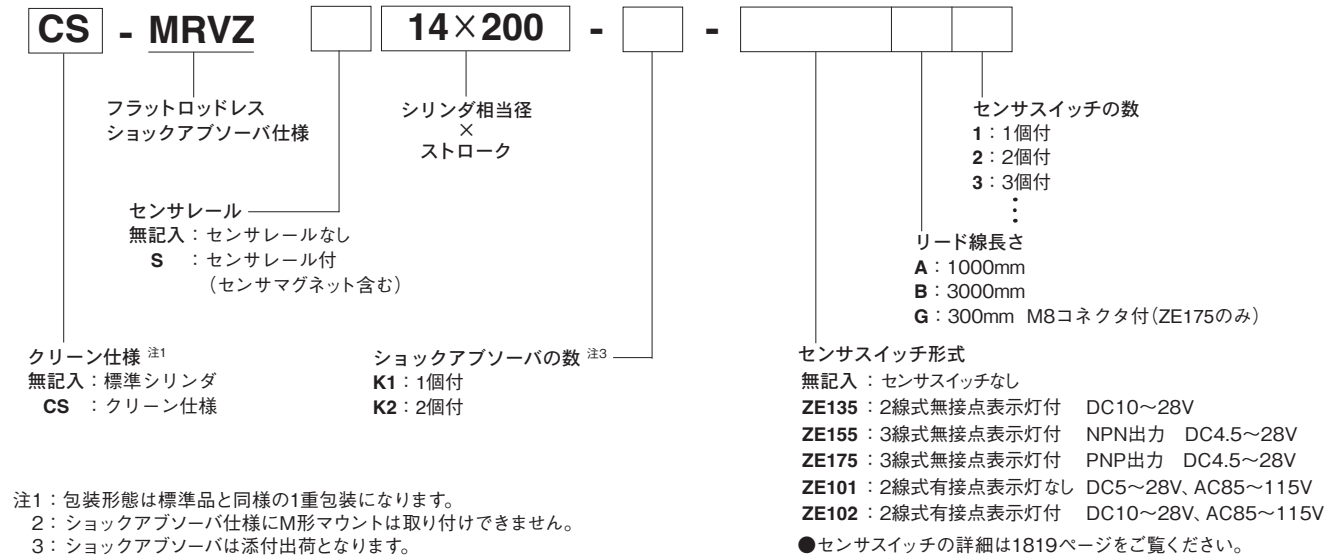 CS - MRVZ 14×200 - -
フラットロッドレス
ショックアブソーバ仕様
シリンダ相当径
×
ストローク
センサスイッチの数
1：1個付
2：2個付
3：3個付
センサレール
無記入：センサレールなし
S ：センサレール付
（センサマグネット含む）
リード線長さ
A：1000mm
B：3000mm
G：300mm M8コネクタ付（ZE175のみ）
クリーン仕様 注1
無記入：標準シリンダ
CS ：クリーン仕様
ショックアブソーバの数 注3
K1：1個付
K2：2個付
センサスイッチ形式
無記入：センサスイッチなし
ZE135：2線式無接点表示灯付 DC10〜28V
ZE155：3線式無接点表示灯付 NPN出力 DC4.5〜28V
ZE175：3線式無接点表示灯付 PNP出力 DC4.5〜28V
ZE101：2線式有接点表示灯なし DC5〜28V、AC85〜115V
ZE102：2線式有接点表示灯付 DC10〜28V、AC85〜115V
●センサスイッチの詳細は1819ページをご覧ください。
注1：包装形態は標準品と同様の1重包装になります。
2：ショックアブソーバ仕様にM形マウントは取り付けできません。
3：ショックアブソーバは添付出荷となります。